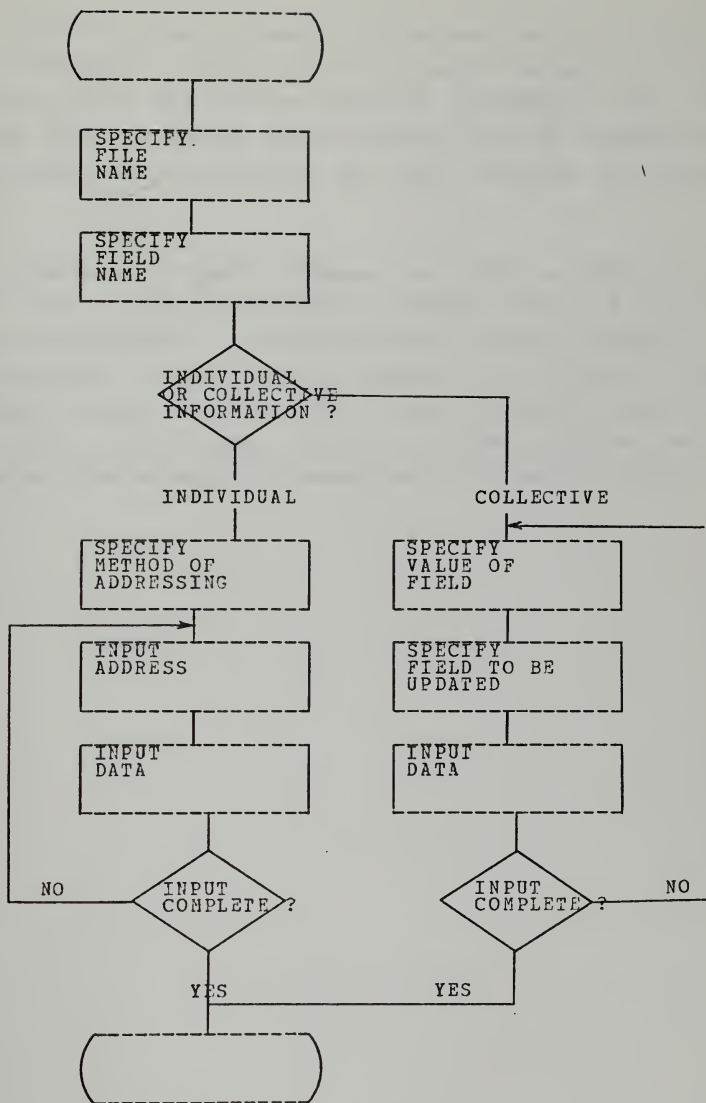 SPECIFY.
FILE
NAME
SPECIFY
FIELD
NAME
INDIVIDUAL
OR COLLECTIVE
INFORMATION ?
INDIVIDUAL
COLLECTIVE
SPECIFY
METHOD OF
ADDRESSING
INPUT
ADDRESS
INPUT
DATA
NO
INPUT
COMPLETE ?
YES
SPECIFY
VALUE OF
FIELD
SPECIFY
FIELD TO BE
UPDATED
INPUT
DATA
INPUT
COMPLETE ?
NO
YES